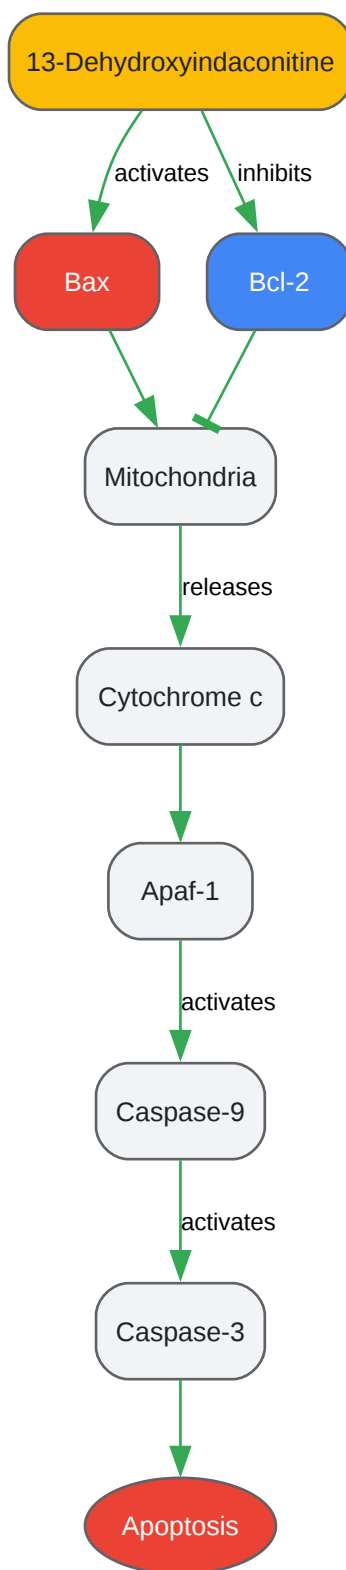 13-Dehydroxyindaconitine
activates
inhibits
Bax
Bcl-2
Mitochondria
releases
Cytochrome c
Apaf-1
activates
Caspase-9
activates
Caspase-3
Apoptosis